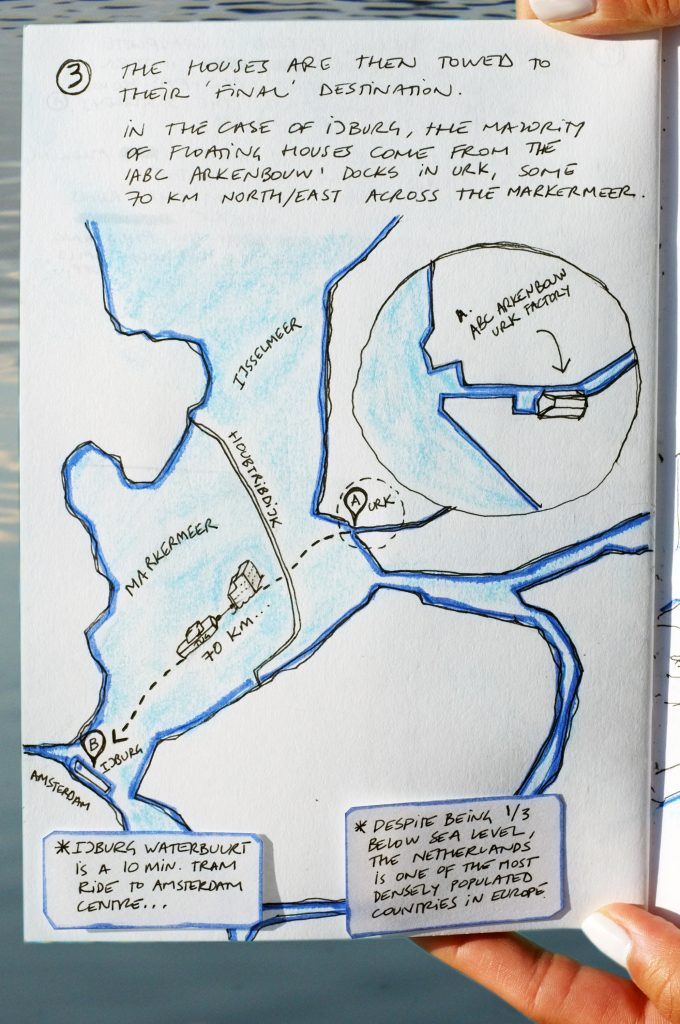 3 THE HOUSES ARE THEN TOWED TO
THEIR 'FINAL' DESTINATION.
IN THE CASE OF IJBURG, THE MAJORITY
OF FLOATING HOUSES COME FROM THE
'ABC ARKENBOUW' DOCKS IN URK, SOME
70 KM NORTH/EAST ACROSS THE MARKERMEER.
A.
ABC ARKENBOUW
URK FACTORY
IJSSELMEER
HOUBTRIBDIJK
A
URK
MARKERMEER
70 KM...
B
IJBURG
AMSTERDAM
* IJBURG WATERBUURT
IS A 10 MIN. TRAM
RIDE TO AMSTERDAM
CENTRE...
* DESPITE BEING 1/3
BELOW SEA LEVEL,
THE NETHERLANDS
IS ONE OF THE MOST
DENSELY POPULATED
COUNTRIES IN EUROPE.